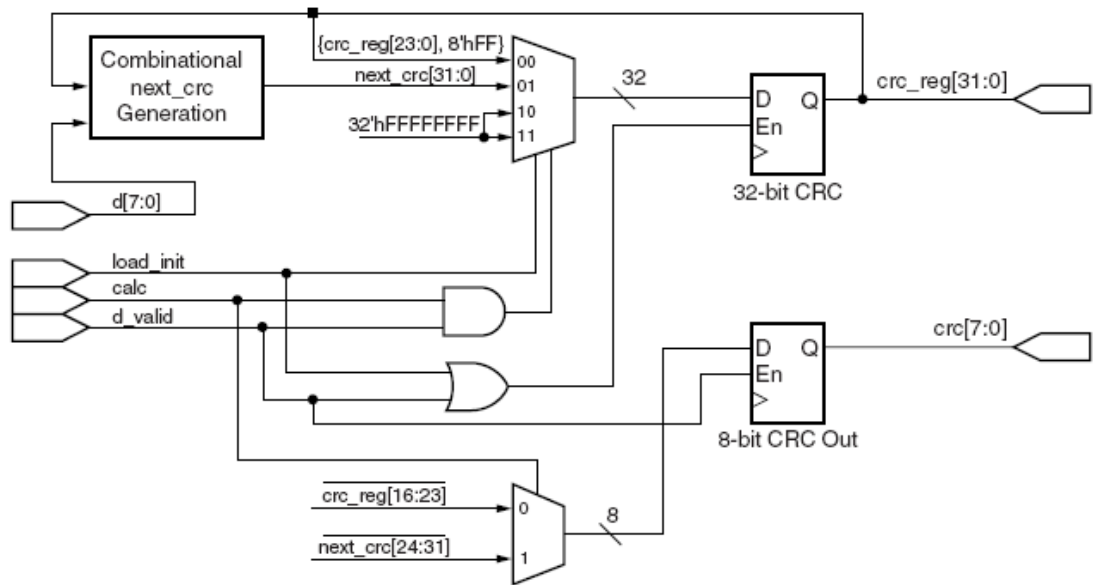 {crc_reg[23:0], 8'hFF}
Combinational
next_crc
Generation
next_crc[31:0]
32'hFFFFFFFF
00
01
10
11
32
D Q
En
32-bit CRC
crc_reg[31:0]
d[7:0]
load_init
calc
d_valid
D Q
En
8-bit CRC Out
crc[7:0]
crc_reg[16:23]
next_crc[24:31]
0
1
8